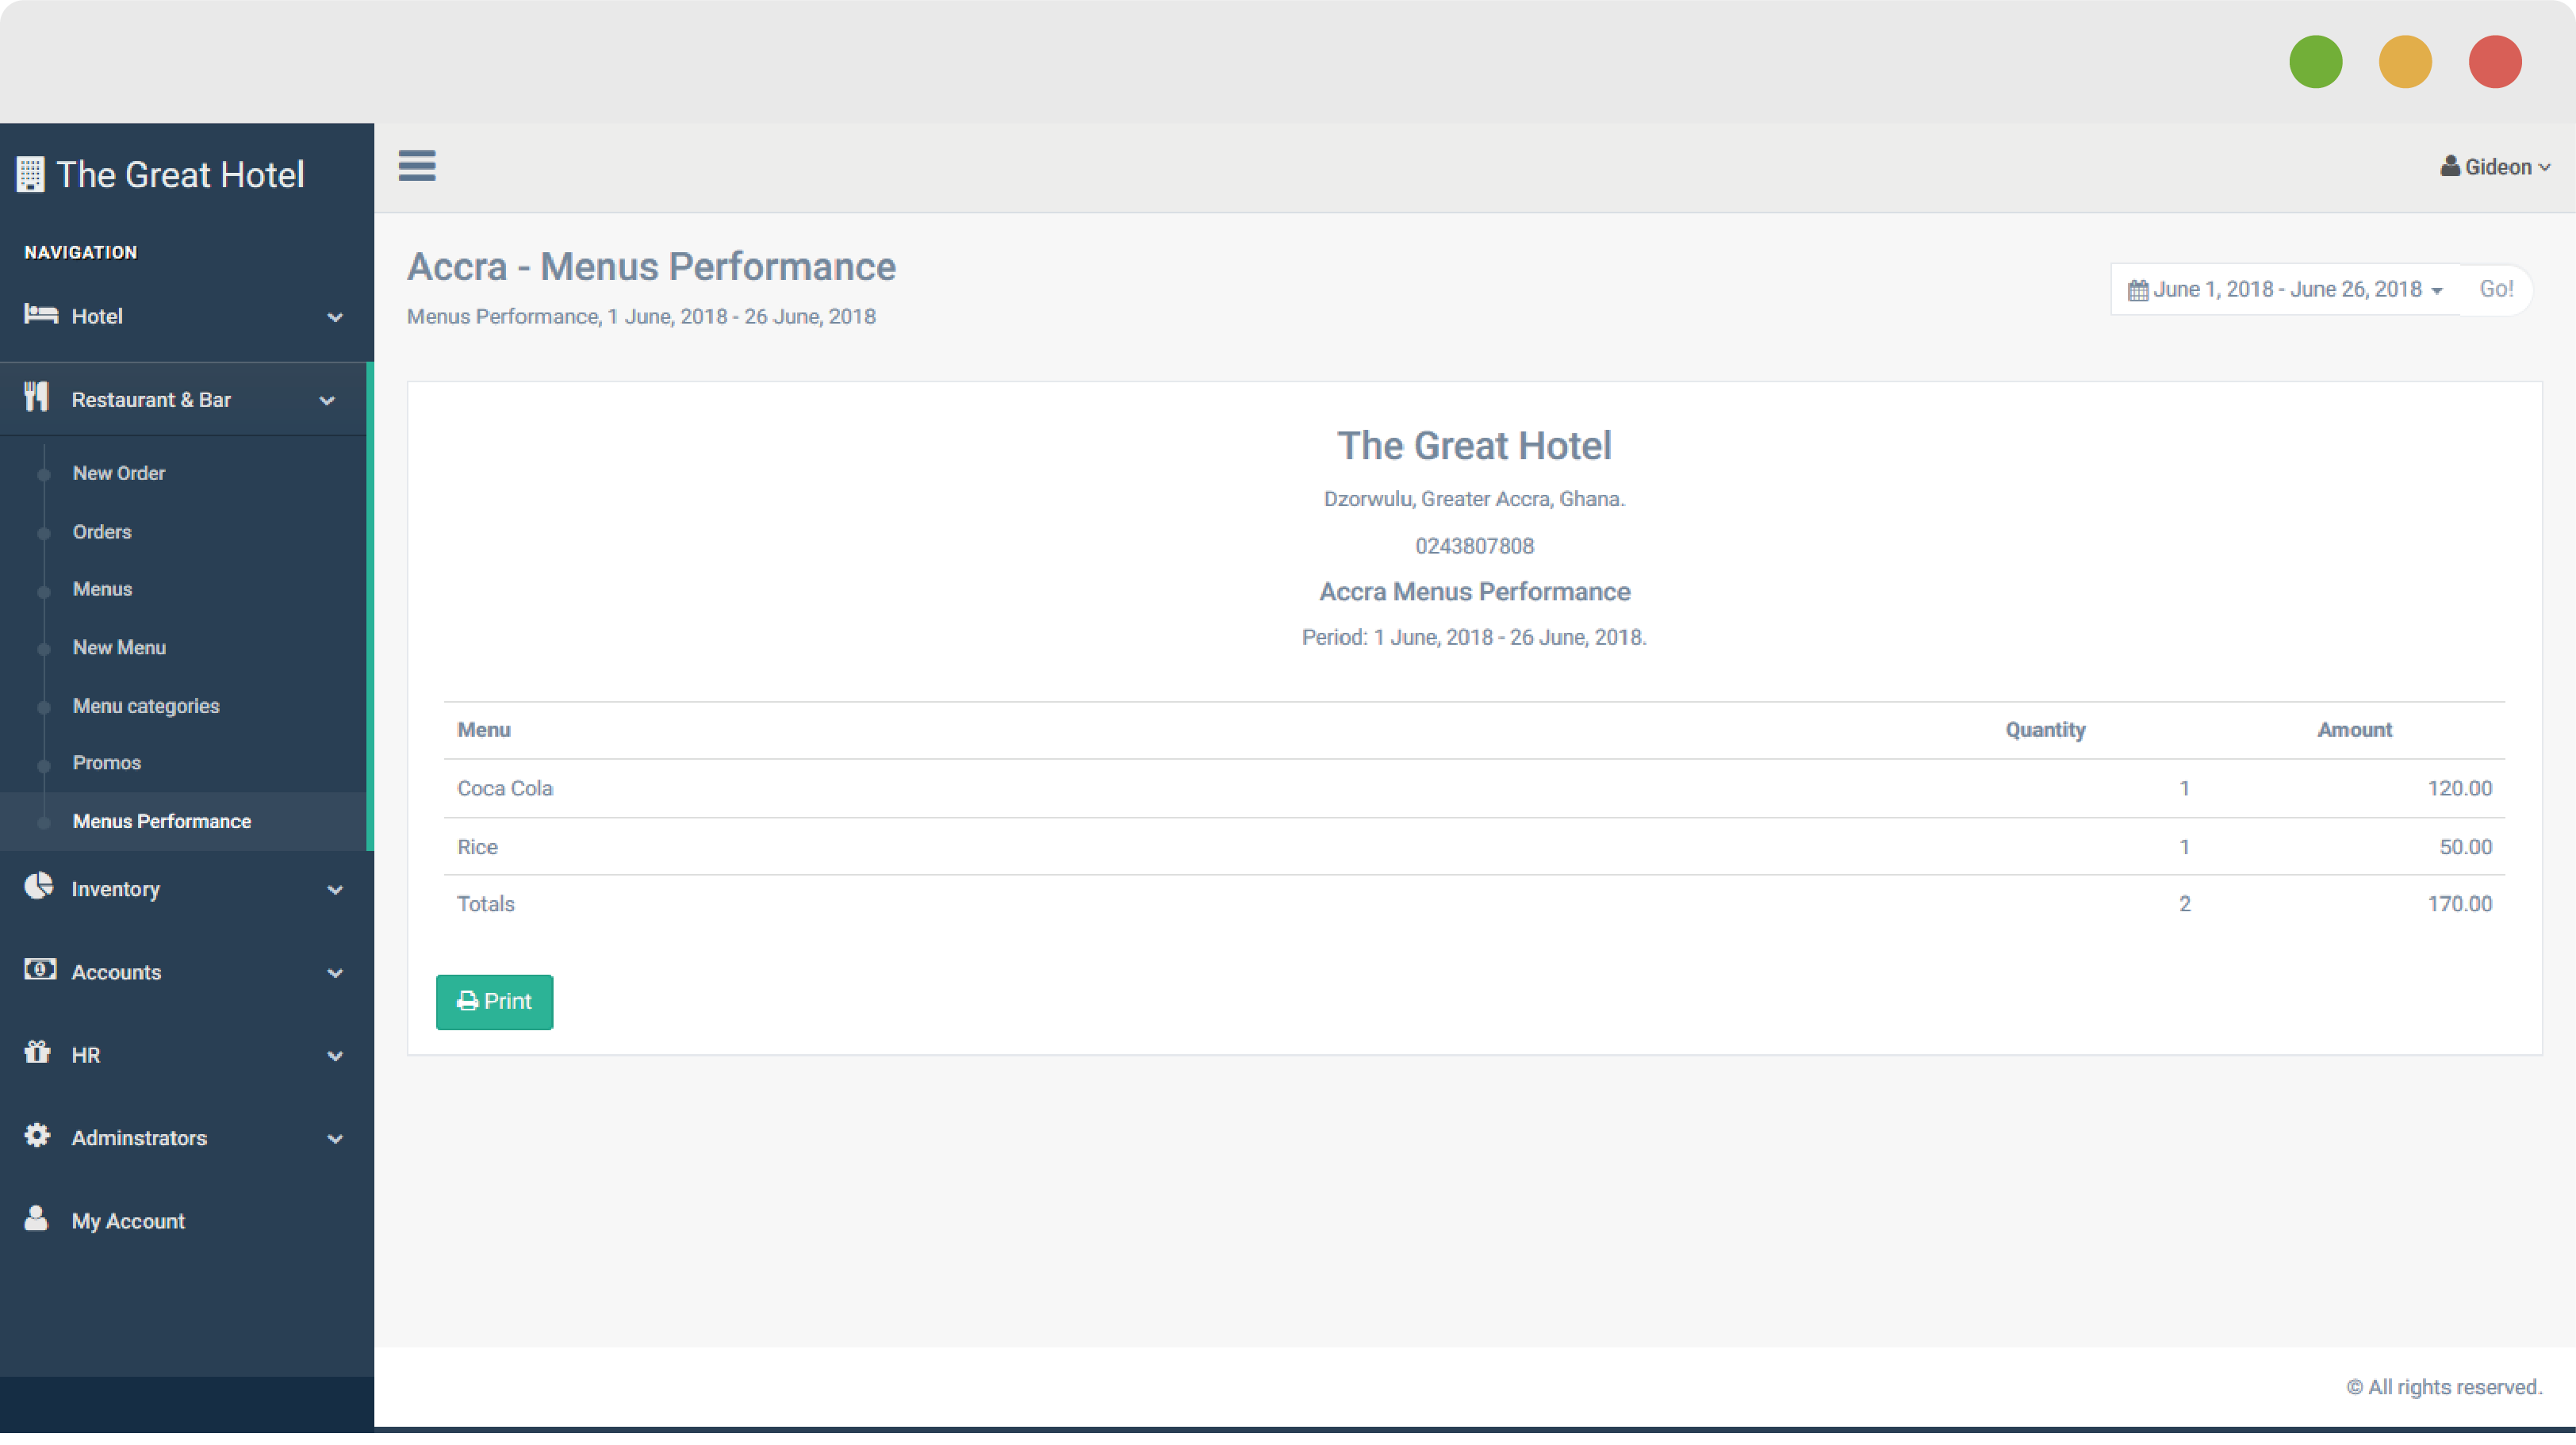 The Great Hotel
Gideon
NAVIGATION
Hotel
Restaurant & Bar
New Order
Orders
Menus
New Menu
Menu categories
Promos
Menus Performance
Inventory
Accounts
HR
Adminstrators
My Account
Accra - Menus Performance
Menus Performance, 1 June, 2018 - 26 June, 2018
June 1, 2018 - June 26, 2018 Go!
The Great Hotel
Dzorwulu, Greater Accra, Ghana.
0243807808
Accra Menus Performance
Period: 1 June, 2018 - 26 June, 2018.
Menu Quantity Amount
Coca Cola 1 120.00
Rice 1 50.00
Totals 2 170.00
Print
© All rights reserved.